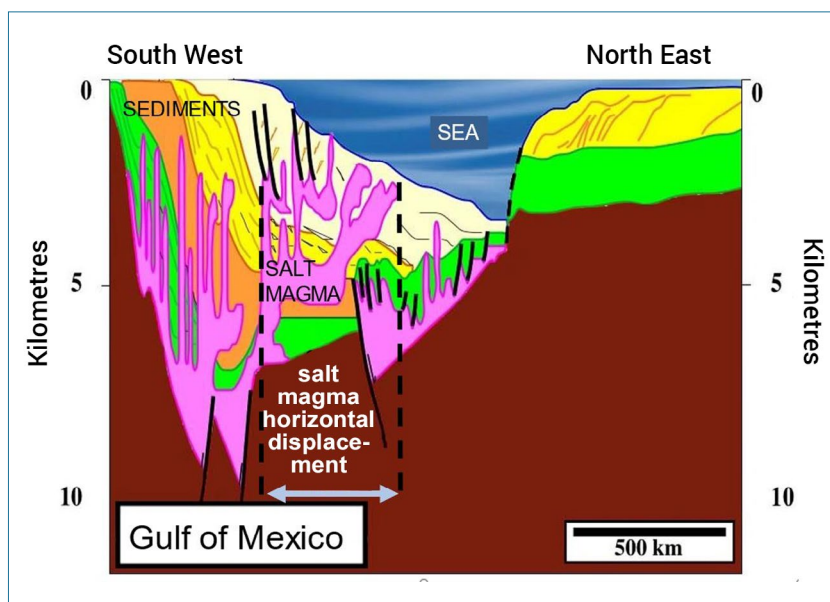 South West
North East
0
0
SEDIMENTS
SEA
Kilometres
5
5
Kilometres
SALT
MAGMA
salt
magma
horizontal
displace-
ment
10
10
Gulf of Mexico
500 km